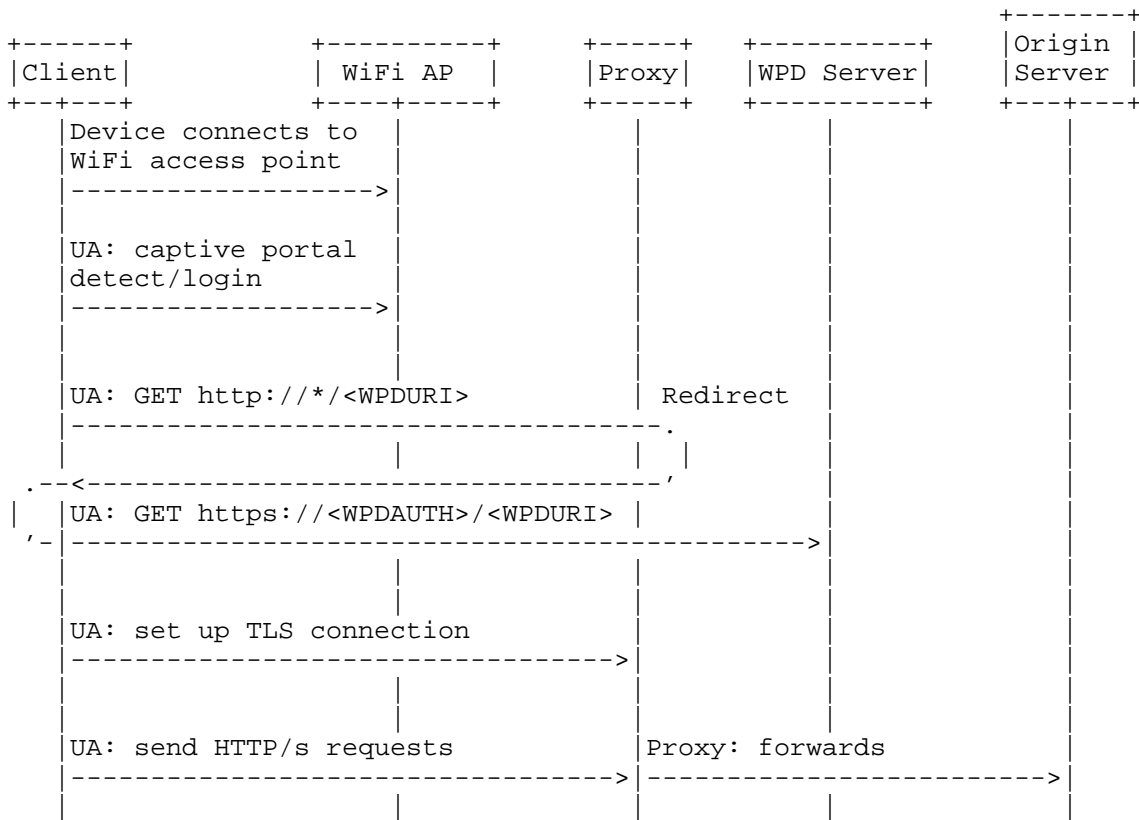 Origin
Client WiFi AP Proxy WPD Server Server
Device connects to
WiFi access point
UA: captive portal
detect/login
UA: GET http://*/<WPDURI> Redirect
UA: GET https://<WPDAUTH>/<WPDURI>
UA: set up TLS connection
UA: send HTTP/s requests Proxy: forwards